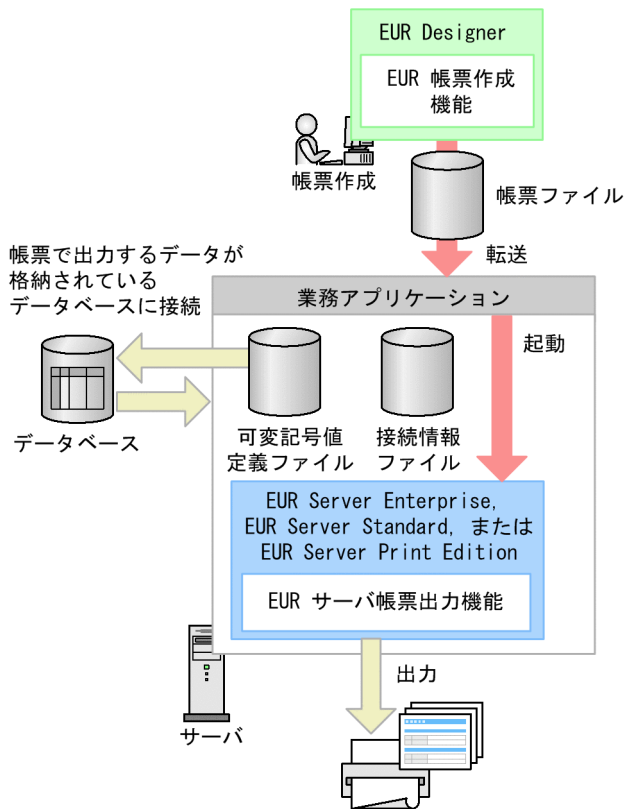 EUR Designer
EUR 帳票作成
機能
帳票作成
帳票ファイル
転送
帳票で出力するデータが
格納されている
データベースに接続
業務アプリケーション
起動
データベース
可変記号値
定義ファイル
接続情報
ファイル
EUR Server Enterprise,
EUR Server Standard, または
EUR Server Print Edition
EUR サーバ帳票出力機能
出力
サーバ